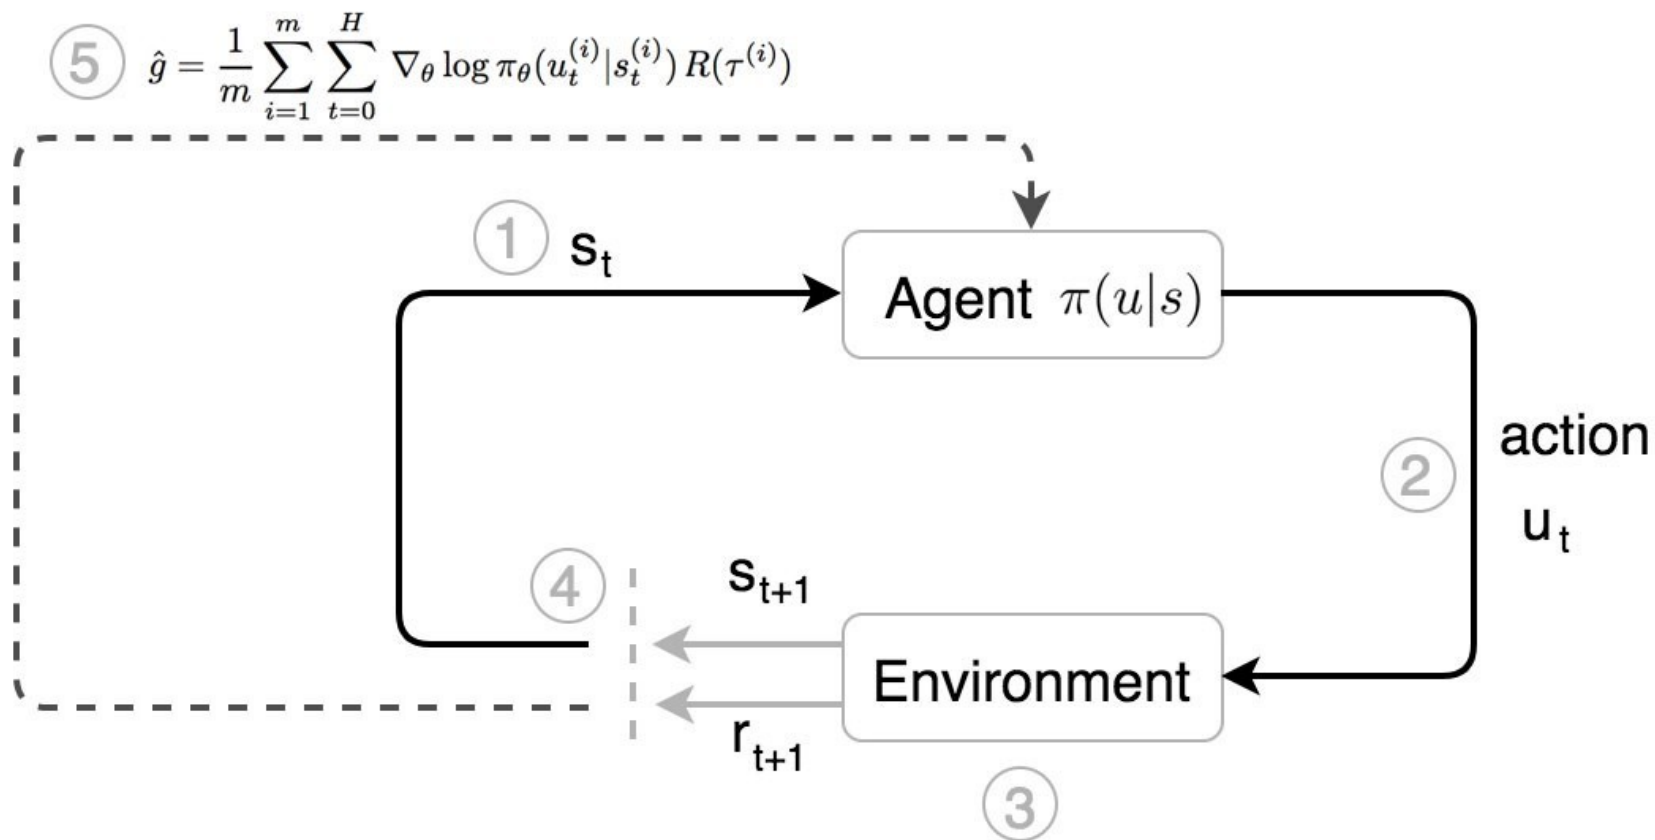 5 ĝ = 1/m ∑_{i=1}^{m} ∑_{t=0}^{H} ∇_θ log π_θ(u_t^{(i)}|s_t^{(i)}) R(τ^{(i)})
1 s_t
Agent π(u|s)
action
2
u_t
4
s_{t+1}
Environment
r_{t+1}
3